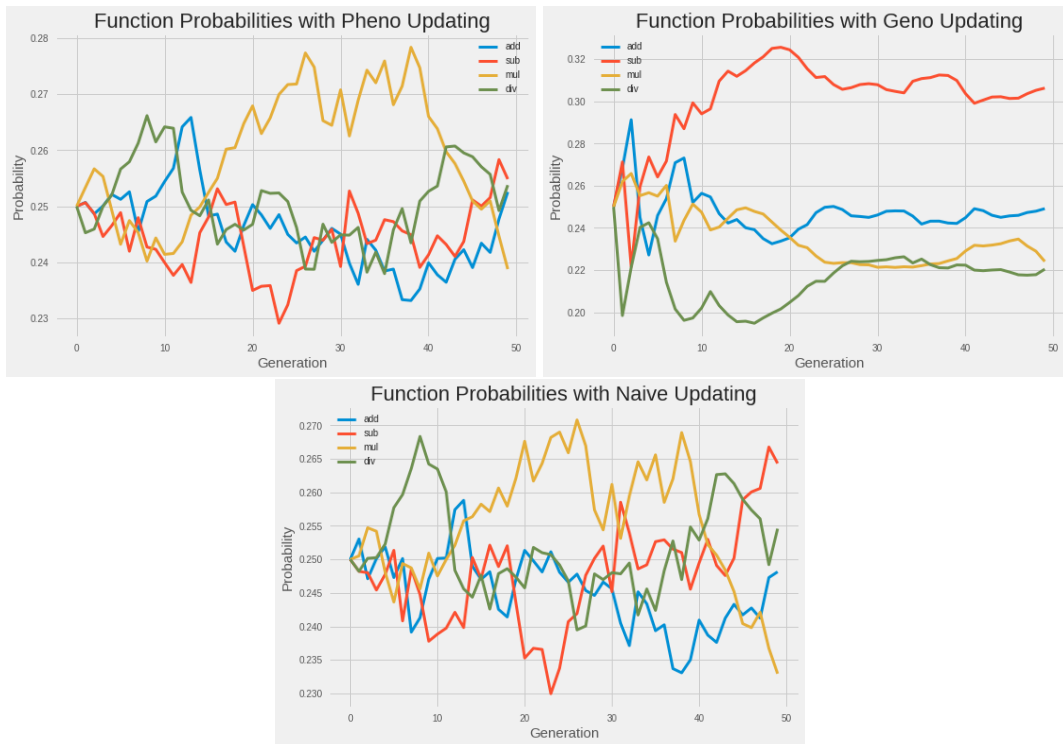 Function Probabilities with Pheno Updating
0.28
0.27
0.26
0.25
0.24
0.23
Probability
add
sub
mul
div
0 10 20 30 40 50
Generation
Function Probabilities with Geno Updating
0.32
0.30
0.28
0.26
0.24
0.22
0.20
Probability
add
sub
mul
div
0 10 20 30 40 50
Generation
Function Probabilities with Naive Updating
0.270
0.265
0.260
0.255
0.250
0.245
0.240
0.235
0.230
Probability
add
sub
mul
div
0 10 20 30 40 50
Generation